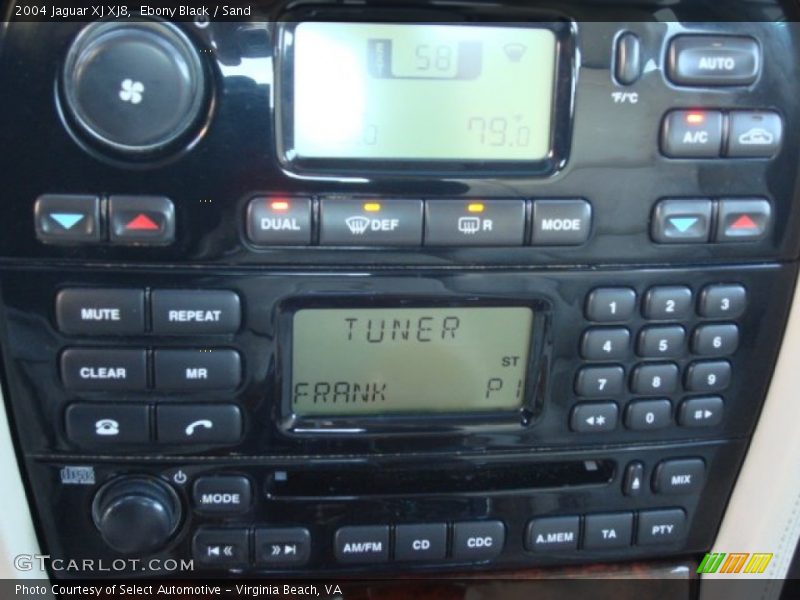 2004 Jaguar XJ XJ8, Ebony Black / Sand
58
79.0
AUTO
°F/°C
A/C
DUAL
DEF
R
MODE
MUTE
REPEAT
TUNER
1
2
3
CLEAR
MR
ST
4
5
6
FRANK
P1
7
8
9
0
MODE
MIX
AM/FM
CD
CDC
A.MEM
TA
PTY
GTCARLOT.COM
Photo Courtesy of Select Automotive - Virginia Beach, VA